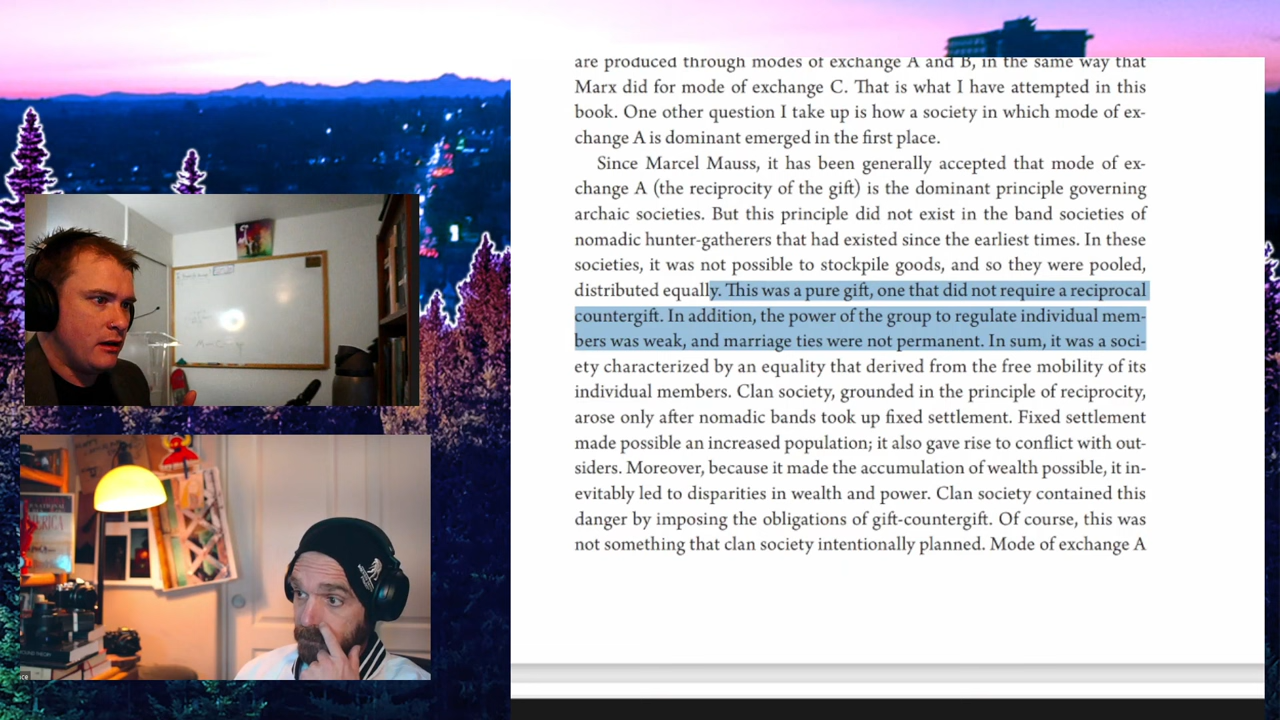 are produced through modes of exchange A and B, in the same way that
Marx did for mode of exchange C. That is what I have attempted in this
book. One other question I take up is how a society in which mode of ex-
change A is dominant emerged in the first place.
Since Marcel Mauss, it has been generally accepted that mode of ex-
change A (the reciprocity of the gift) is the dominant principle governing
archaic societies. But this principle did not exist in the band societies of
nomadic hunter-gatherers that had existed since the earliest times. In these
societies, it was not possible to stockpile goods, and so they were pooled,
distributed equally. This was a pure gift, one that did not require a reciprocal
countergift. In addition, the power of the group to regulate individual mem-
bers was weak, and marriage ties were not permanent. In sum, it was a soci-
ety characterized by an equality that derived from the free mobility of its
individual members. Clan society, grounded in the principle of reciprocity,
arose only after nomadic bands took up fixed settlement. Fixed settlement
made possible an increased population; it also gave rise to conflict with out-
siders. Moreover, because it made the accumulation of wealth possible, it in-
evitably led to disparities in wealth and power. Clan society contained this
danger by imposing the obligations of gift-countergift. Of course, this was
not something that clan society intentionally planned. Mode of exchange A